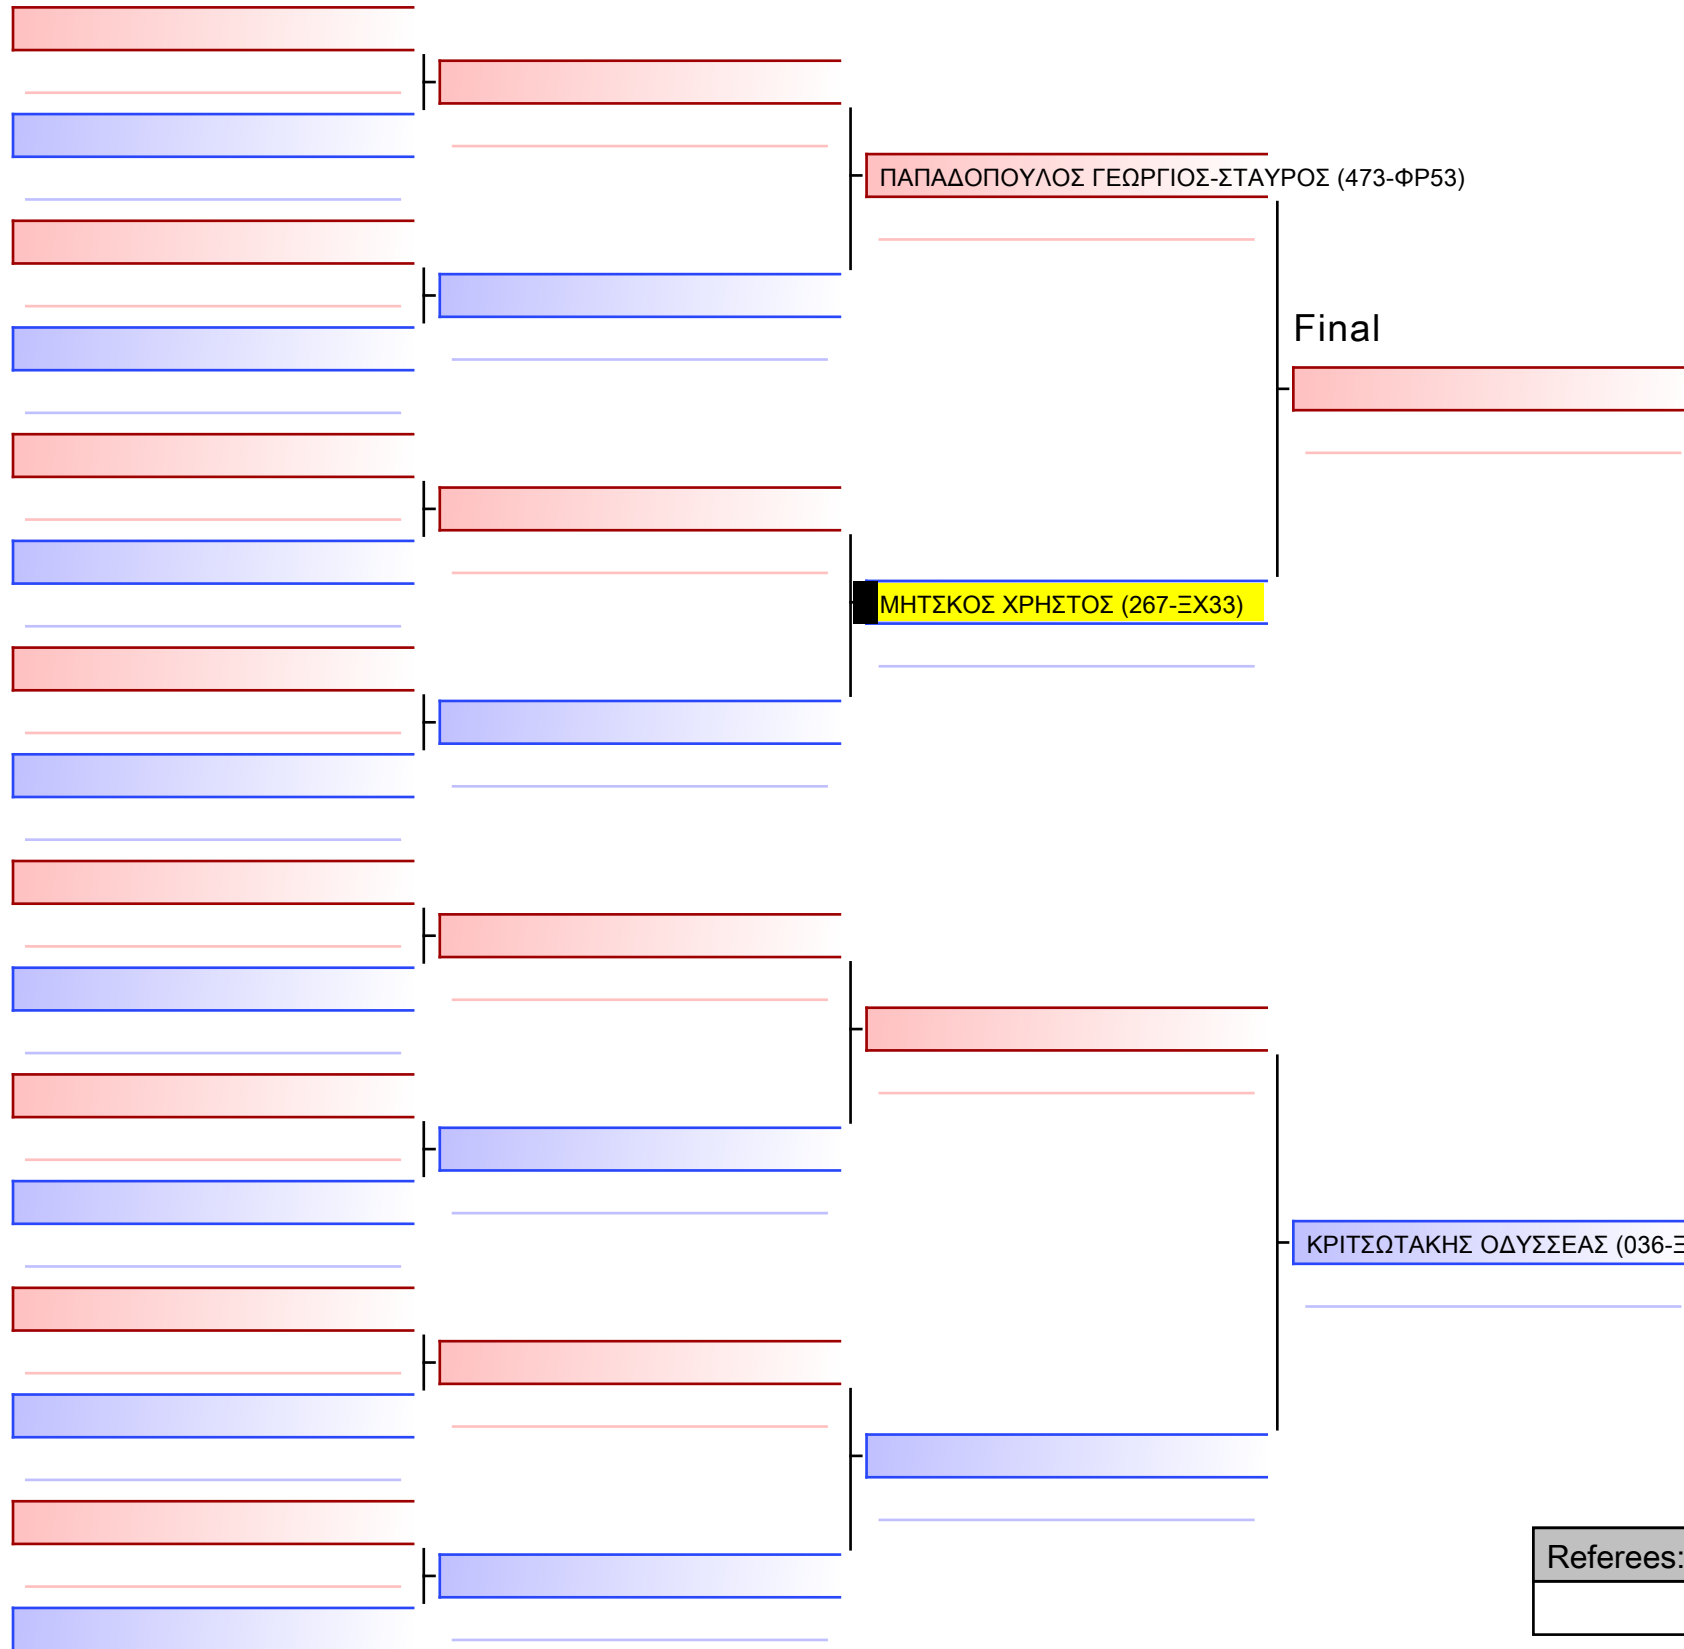 ΠΑΠΑΔΟΠΟΥΛΟΣ ΓΕΩΡΓΙΟΣ-ΣΤΑΥΡΟΣ (473-ΦΡ53)
Final
ΜΗΤΣΚΟΣ ΧΡΗΣΤΟΣ (267-ΞΧ33)
ΚΡΙΤΣΩΤΑΚΗΣ ΟΔΥΣΣΕΑΣ (036-Ξ
Referees: